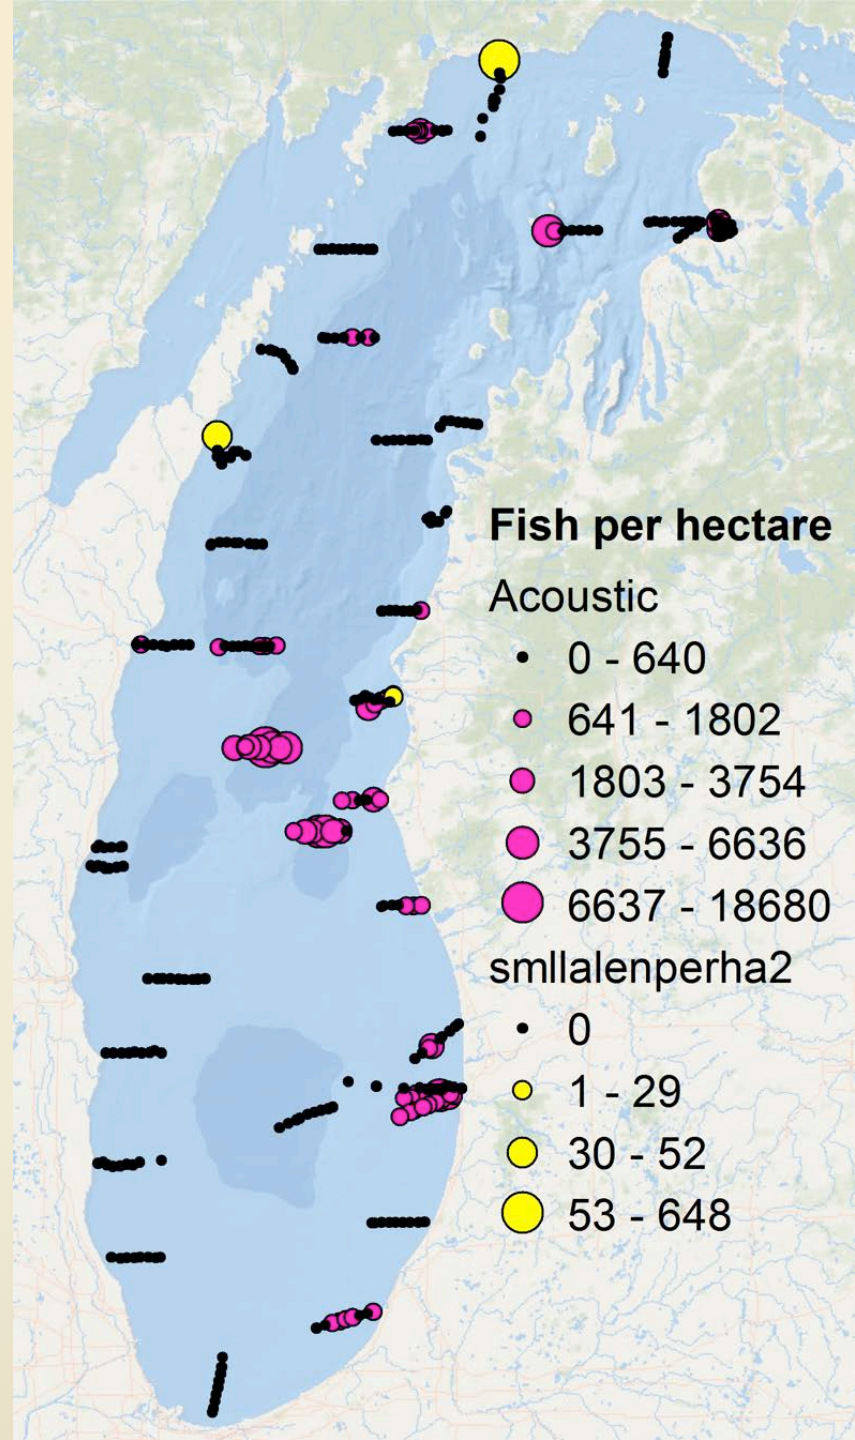 Fish per hectare
Acoustic
0 - 640
641 - 1802
1803 - 3754
3755 - 6636
6637 - 18680
smllalenperha2
0
1 - 29
30 - 52
53 - 648